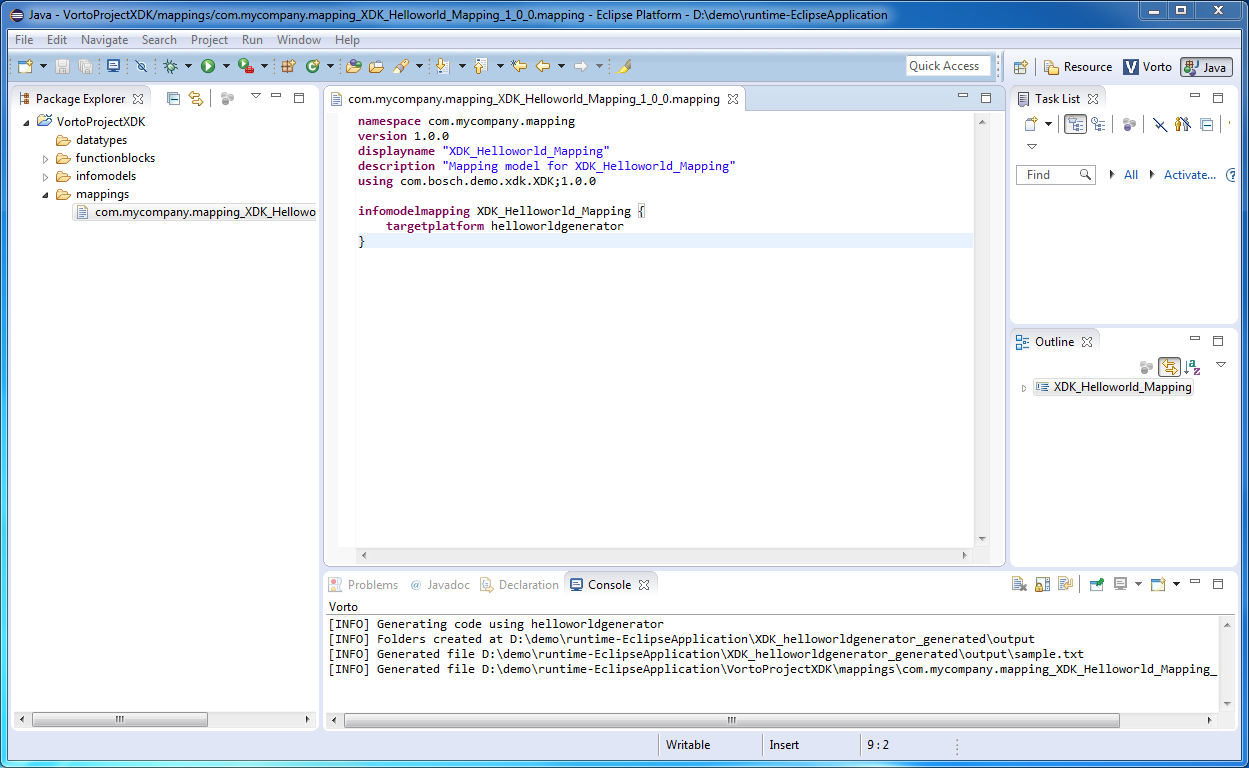 Java - VortoProjectXDK/mappings/com.mycompany.mapping_XDK_Helloworld_Mapping_1_0_0.mapping - Eclipse Platform - D:\demo\runtime-EclipseApplication
File Edit Navigate Search Project Run Window Help
Quick Access
Resource
Vorto
Java
Package Explorer
VortoProjectXDK
datatypes
functionblocks
infomodels
mappings
com.mycompany.mapping_XDK_Hellowo
com.mycompany.mapping_XDK_Helloworld_Mapping_1_0_0.mapping
namespace com.mycompany.mapping
version 1.0.0
displayname "XDK_Helloworld_Mapping"
description "Mapping model for XDK_Helloworld_Mapping"
using com.bosch.demo.xdk.XDK;1.0.0
infomodelmapping XDK_Helloworld_Mapping {
targetplatform helloworldgenerator
}
Task List
Find
All
Activate...
Outline
XDK_Helloworld_Mapping
Problems @ Javadoc Declaration Console
Vorto
[INFO] Generating code using helloworldgenerator
[INFO] Folders created at D:\demo\runtime-EclipseApplication\XDK_helloworldgenerator_generated\output
[INFO] Generated file D:\demo\runtime-EclipseApplication\XDK_helloworldgenerator_generated\output\sample.txt
[INFO] Generated file D:\demo\runtime-EclipseApplication\VortoProjectXDK\mappings\com.mycompany.mapping_XDK_Helloworld_Mapping_
Writable
Insert
9 : 2